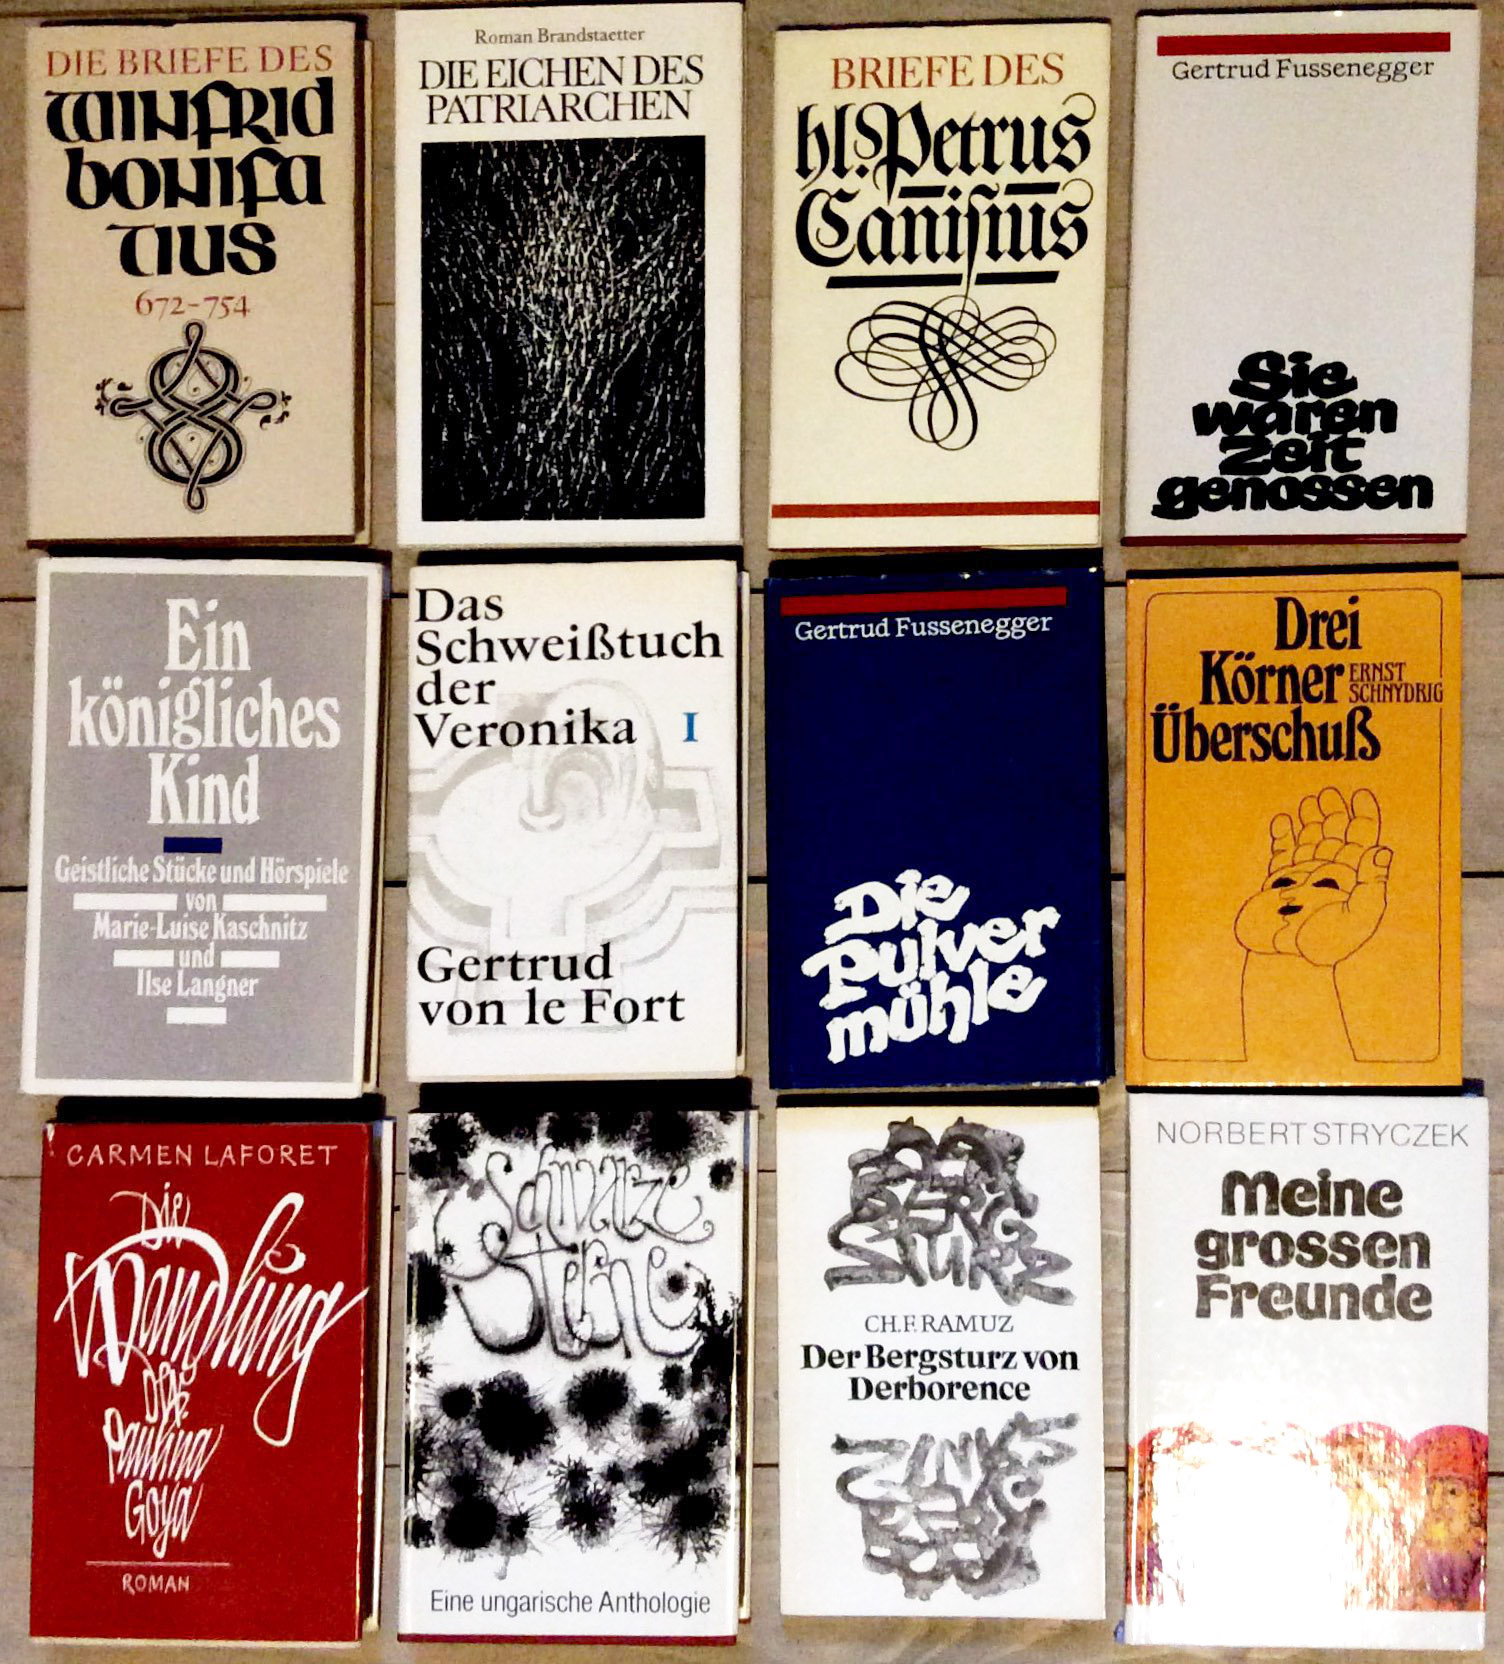 DIE BRIEFE DES
WINFRID
BONIFA
TIUS
672-754
Roman Brandstaetter
DIE EICHEN DES
PATRIARCHEN
BRIEFE DES
hl. Petrus
Canisius
Gertrud Fussenegger
Sie
waren
Zeit
genossen
Ein
königliches
Kind
Geistliche Stücke und Hörspiele
von
Marie-Luise Kaschnitz
und
Ilse Langner
Das
Schweißtuch
der
Veronika I
Gertrud
von le Fort
Gertrud Fussenegger
Die
Pulver
mühle
Drei
Körner ERNST
SCHNYDRIG
Überschuß
CARMEN LAFORET
Die
Wandlung
der
Paulina
Goya
ROMAN
Schwarze
Sterne
Eine ungarische Anthologie
BERG
STURZ
CH.F. RAMUZ
Der Bergsturz von
Derborence
NORBERT STRYCZEK
Meine
grossen
Freunde